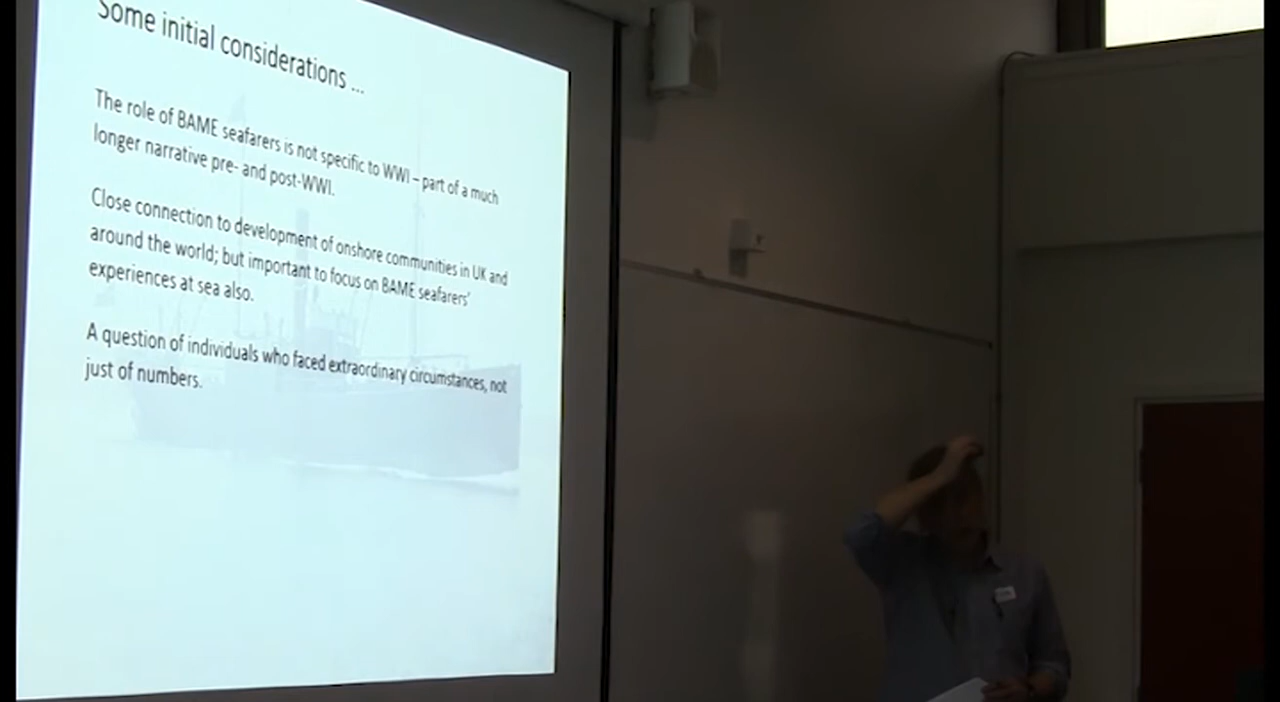 Some initial considerations ...
The role of BAME seafarers is not specific to WWI – part of a much
longer narrative pre- and post-WWI.
Close connection to development of onshore communities in UK and
around the world; but important to focus on BAME seafarers'
experiences at sea also.
A question of individuals who faced extraordinary circumstances, not
just of numbers.